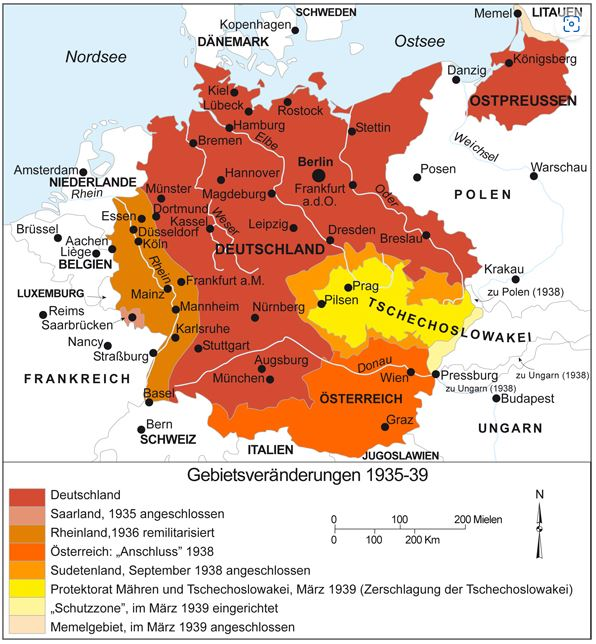 SCHWEDEN
Memel
LITAUEN
Kopenhagen
DÄNEMARK
Nordsee
Ostsee
Königsberg
Danzig
OSTPREUSSEN
Kiel
Lübeck
Rostock
Hamburg
Stettin
Bremen
Elbe
Weichsel
Amsterdam
NIEDERLANDE
Rhein
Hannover
Berlin
Posen
Warschau
Münster
Magdeburg
Frankfurt
a.d.O.
Oder
POLEN
Essen
Dortmund
Kassel
Weser
Leipzig
Dresden
Breslau
Brüssel
Düsseldorf
Aachen
Köln
DEUTSCHLAND
Liège
BELGIEN
Rhein
Frankfurt a.M.
Prag
Krakau
LUXEMBURG
Mainz
Pilsen
zu Polen (1938)
Reims
Saarbrücken
Mannheim
Nürnberg
TSCHECHOSLOWAKEI
Nancy
Karlsruhe
Straßburg
Stuttgart
Augsburg
Donau
FRANKREICH
München
Wien
Pressburg
zu Ungarn (1938)
zu Ungarn (1938)
Basel
ÖSTERREICH
Budapest
Bern
Graz
UNGARN
SCHWEIZ
ITALIEN
JUGOSLAWIEN
Gebietsveränderungen 1935-39
Deutschland
Saarland, 1935 angeschlossen
Rheinland,1936 remilitarisiert
Österreich: „Anschluss" 1938
Sudetenland, September 1938 angeschlossen
Protektorat Mähren und Tschechoslowakei, März 1939 (Zerschlagung der Tschechoslowakei)
„Schutzzone", im März 1939 eingerichtet
Memelgebiet, im März 1939 angeschlossen
0 100 200 Mielen
0 100 200 Km
N